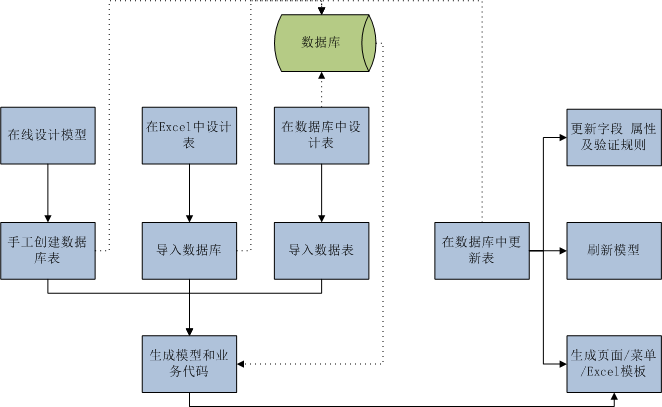 数据库
在线设计模型
在Excel中设计
表
在数据库中设
计表
更新字段 属性
及验证规则
手工创建数据
库表
导入数据库
导入数据表
在数据库中更
新表
刷新模型
生成模型和业
务代码
生成页面/菜单
/Excel模板